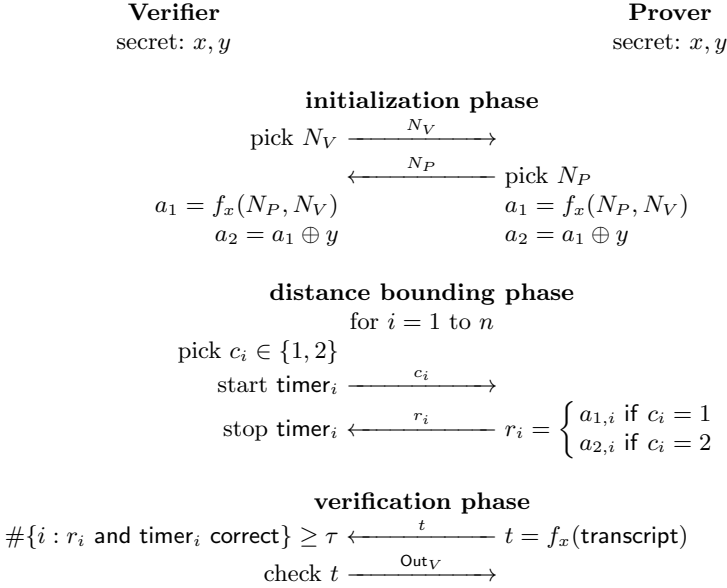 Verifier Prover
secret: x, y secret: x, y
initialization phase
pick N_V N_V
N_P pick N_P
a_1 = f_x(N_P, N_V) a_1 = f_x(N_P, N_V)
a_2 = a_1 ⊕ y a_2 = a_1 ⊕ y
distance bounding phase
for i = 1 to n
pick c_i ∈ {1, 2}
start timer_i c_i
stop timer_i r_i r_i = { a_{1,i} if c_i = 1
a_{2,i} if c_i = 2
verification phase
#{i : r_i and timer_i correct} ≥ τ t t = f_x(transcript)
check t Out_V